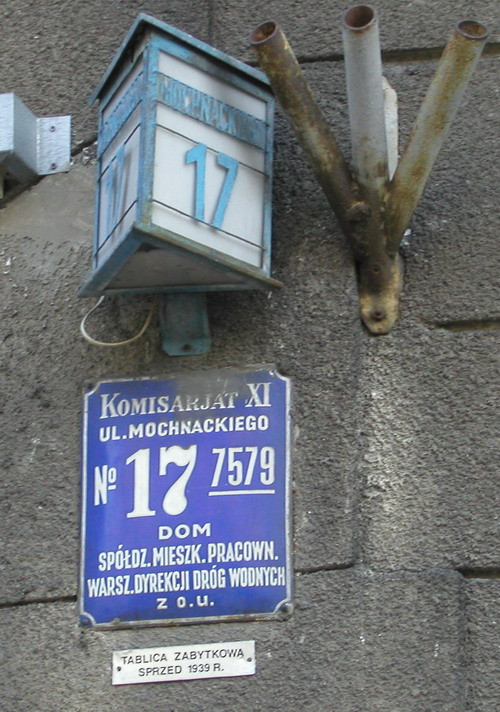 MOCHNACKIEGO
17
KOMISARJAT XI
UL. MOCHNACKIEGO
No 17 7579
DOM
SPÓŁDZ. MIESZK. PRACOWN.
WARSZ. DYREKCJI DRÓG WODNYCH
Z O.U.
TABLICA ZABYTKOWA
SPRZED 1939 R.